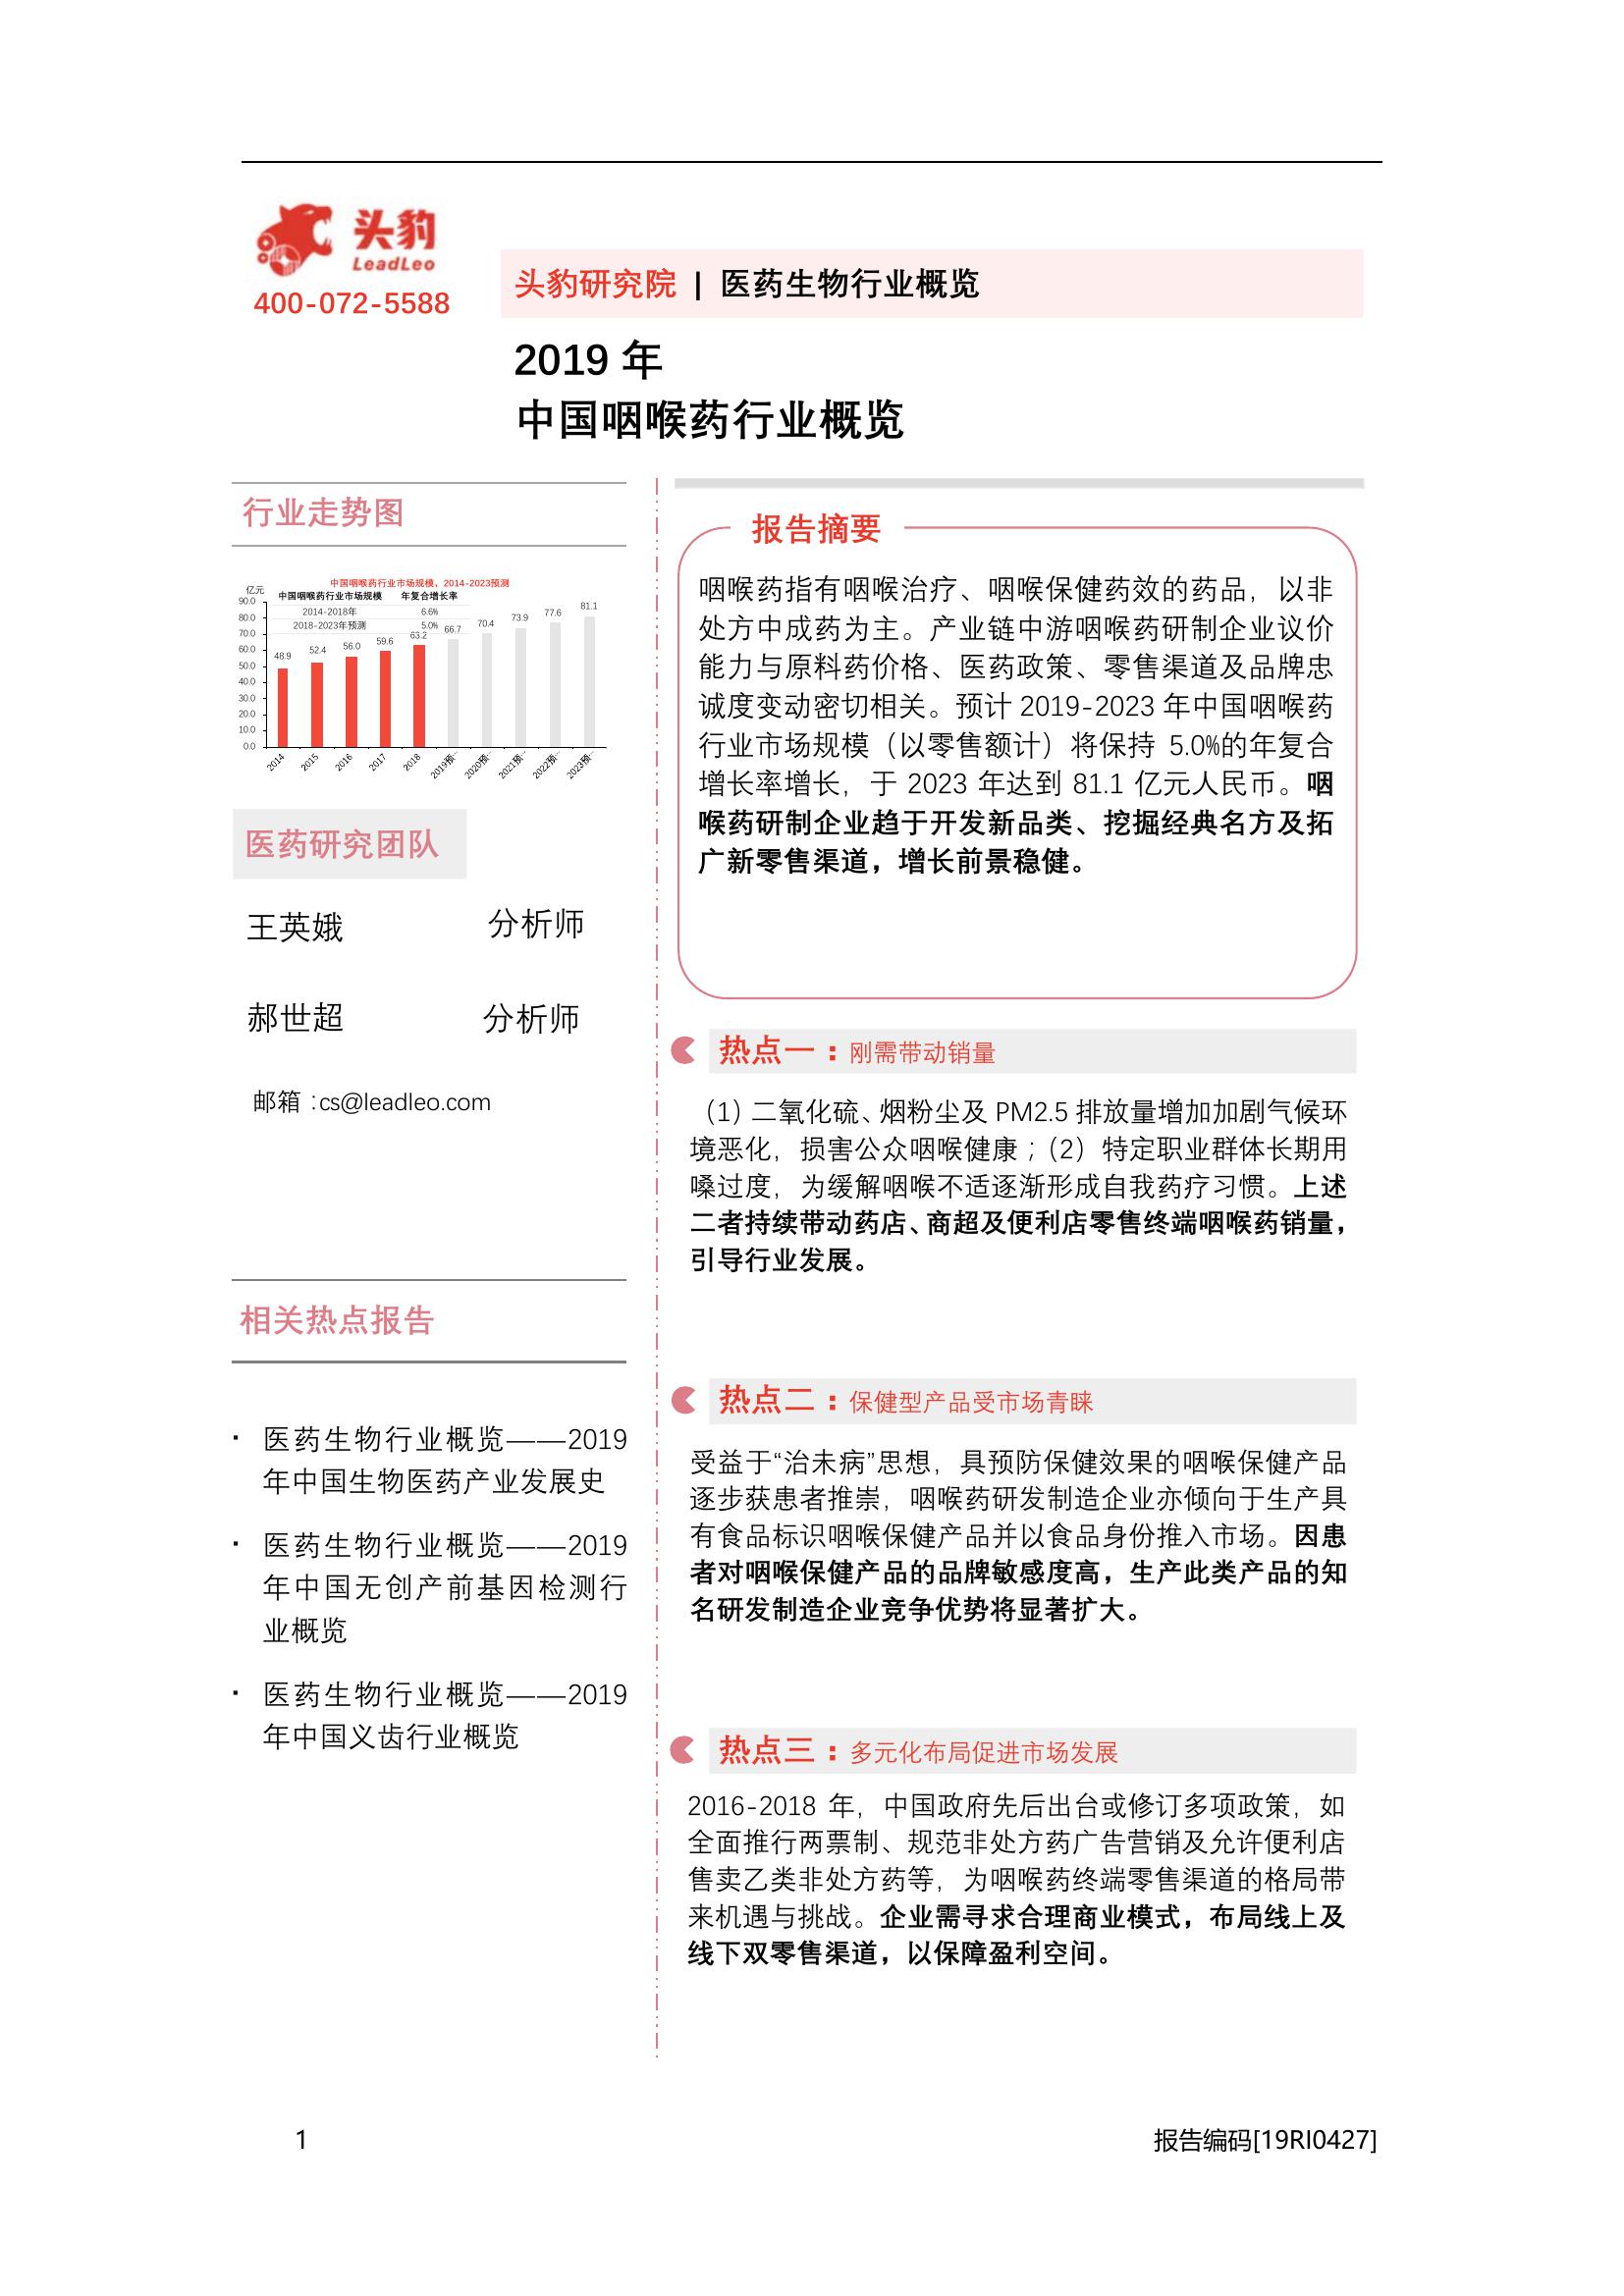 头豹
LeadLeo
400-072-5588
头豹研究院 | 医药生物行业概览
2019 年
中国咽喉药行业概览
行业走势图
中国咽喉药行业市场规模,2014-2023预测
亿元
中国咽喉药行业市场规模 年复合增长率
2014-2018年 6.6%
2018-2023年预测 5.0%
90.0
80.0
70.0
60.0
50.0
40.0
30.0
20.0
10.0
0.0
48.9
52.4
56.0
59.6
63.2
66.7
70.4
73.9
77.6
81.1
2014
2015
2016
2017
2018
2019预…
2020预…
2021预…
2022预…
2023预…
医药研究团队
王英娥 分析师
郝世超 分析师
邮箱：cs@leadleo.com
相关热点报告
· 医药生物行业概览——2019
年中国生物医药产业发展史
· 医药生物行业概览——2019
年中国无创产前基因检测行
业概览
· 医药生物行业概览——2019
年中国义齿行业概览
报告摘要
咽喉药指有咽喉治疗、咽喉保健药效的药品，以非
处方中成药为主。产业链中游咽喉药研制企业议价
能力与原料药价格、医药政策、零售渠道及品牌忠
诚度变动密切相关。预计 2019-2023 年中国咽喉药
行业市场规模（以零售额计）将保持 5.0%的年复合
增长率增长，于 2023 年达到 81.1 亿元人民币。咽
喉药研制企业趋于开发新品类、挖掘经典名方及拓
广新零售渠道，增长前景稳健。
热点一：刚需带动销量
（1）二氧化硫、烟粉尘及 PM2.5 排放量增加加剧气候环
境恶化，损害公众咽喉健康；（2）特定职业群体长期用
嗓过度，为缓解咽喉不适逐渐形成自我药疗习惯。上述
二者持续带动药店、商超及便利店零售终端咽喉药销量，
引导行业发展。
热点二：保健型产品受市场青睐
受益于“治未病”思想，具预防保健效果的咽喉保健产品
逐步获患者推崇，咽喉药研发制造企业亦倾向于生产具
有食品标识咽喉保健产品并以食品身份推入市场。因患
者对咽喉保健产品的品牌敏感度高，生产此类产品的知
名研发制造企业竞争优势将显著扩大。
热点三：多元化布局促进市场发展
2016-2018 年，中国政府先后出台或修订多项政策，如
全面推行两票制、规范非处方药广告营销及允许便利店
售卖乙类非处方药等，为咽喉药终端零售渠道的格局带
来机遇与挑战。企业需寻求合理商业模式，布局线上及
线下双零售渠道，以保障盈利空间。
1
报告编码[19RI0427]